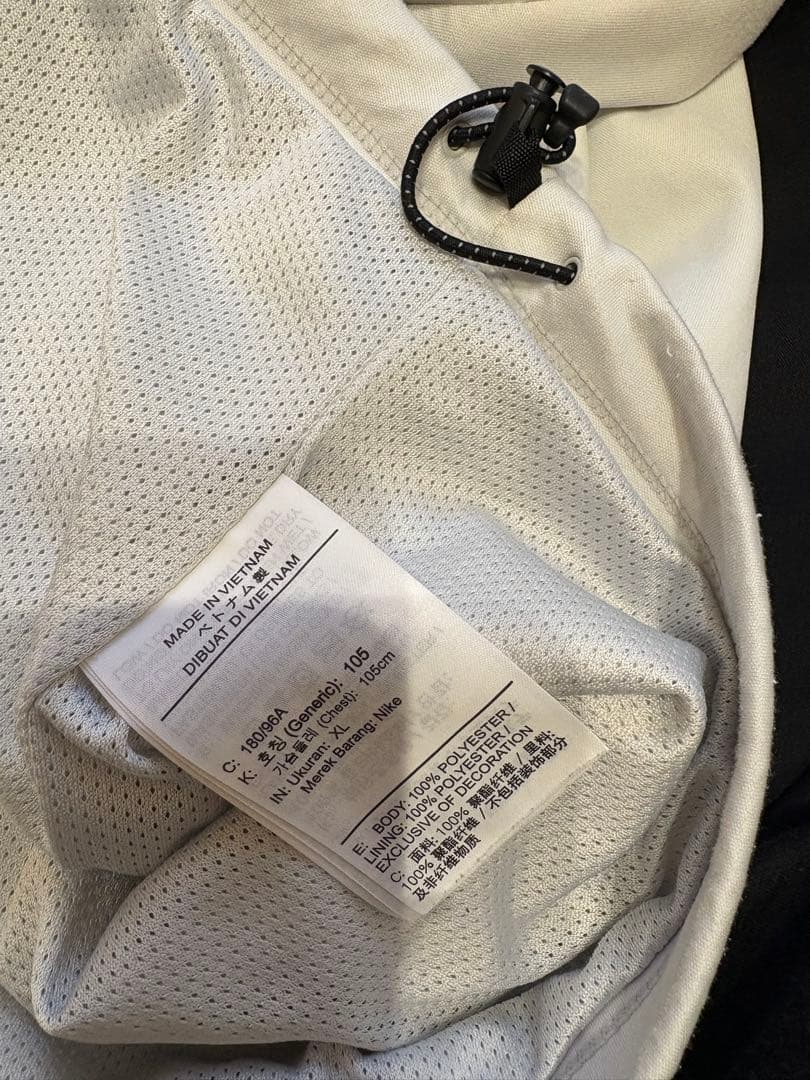 MADE IN VIETNAM
ベトナム製
DIBUAT DI VIETNAM
C: 180/96A
K: 호칭 (Generic): 105
가슴둘레 (Chest): 105cm
IN: Ukuran: XL
Merek Barang: Nike
E: BODY: 100% POLYESTER /
LINING: 100% POLYESTER /
EXCLUSIVE OF DECORATION
C: 面料: 100% 聚酯纤维 / 里料:
100% 聚酯纤维 / 不包括装饰部分
及非纤维物质